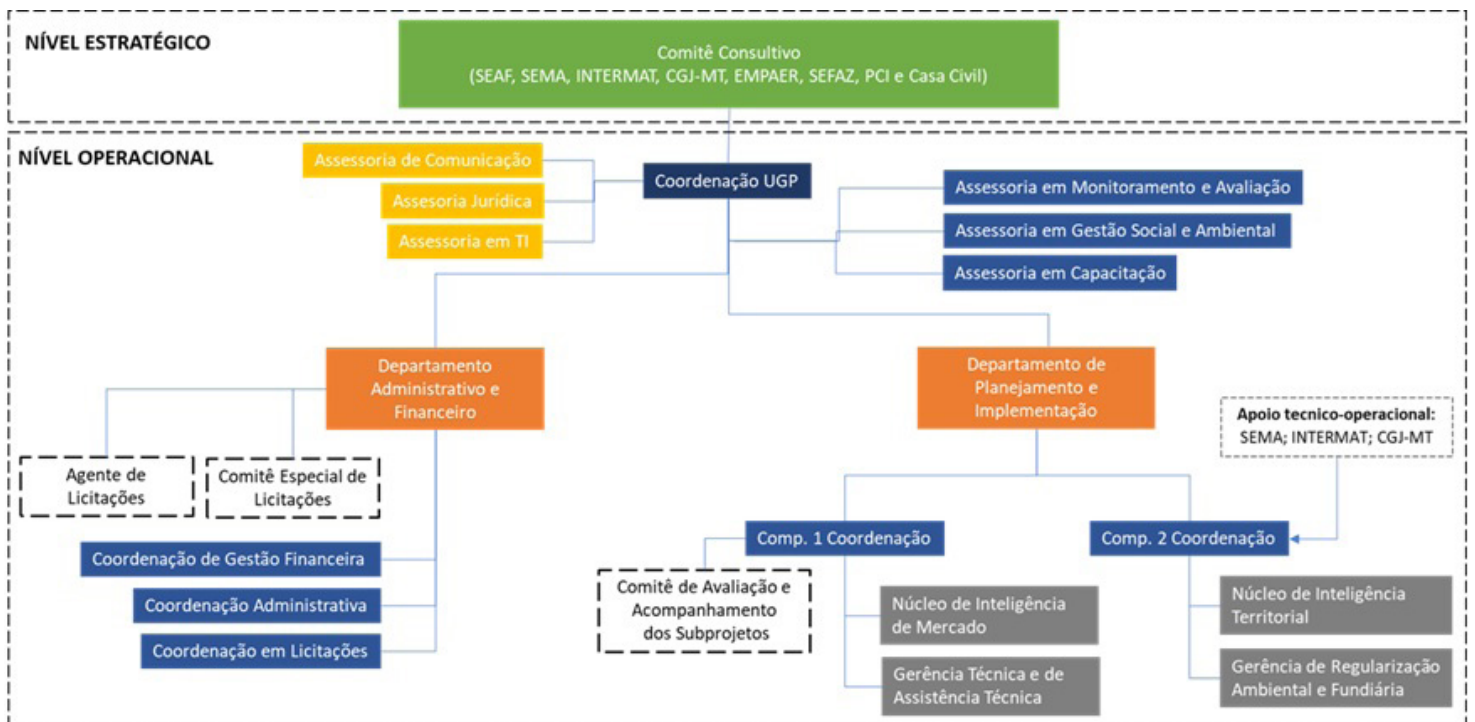 NÍVEL ESTRATÉGICO
Comitê Consultivo
(SEAF, SEMA, INTERMAT, CGJ-MT, EMPAER, SEFAZ, PCI e Casa Civil)
NÍVEL OPERACIONAL
Assessoria de Comunicação
Assesoria Jurídica
Assessoria em TI
Coordenação UGP
Assessoria em Monitoramento e Avaliação
Assessoria em Gestão Social e Ambiental
Assessoria em Capacitação
Departamento
Administrativo e
Financeiro
Departamento de
Planejamento e
Implementação
Apoio tecnico-operacional:
SEMA; INTERMAT; CGJ-MT
Agente de
Licitações
Comitê Especial de
Licitações
Coordenação de Gestão Financeira
Coordenação Administrativa
Coordenação em Licitações
Comp. 1 Coordenação
Comp. 2 Coordenação
Comitê de Avaliação e
Acompanhamento
dos Subprojetos
Núcleo de Inteligência
de Mercado
Gerência Técnica e de
Assistência Técnica
Núcleo de Inteligência
Territorial
Gerência de Regularização
Ambiental e Fundiária